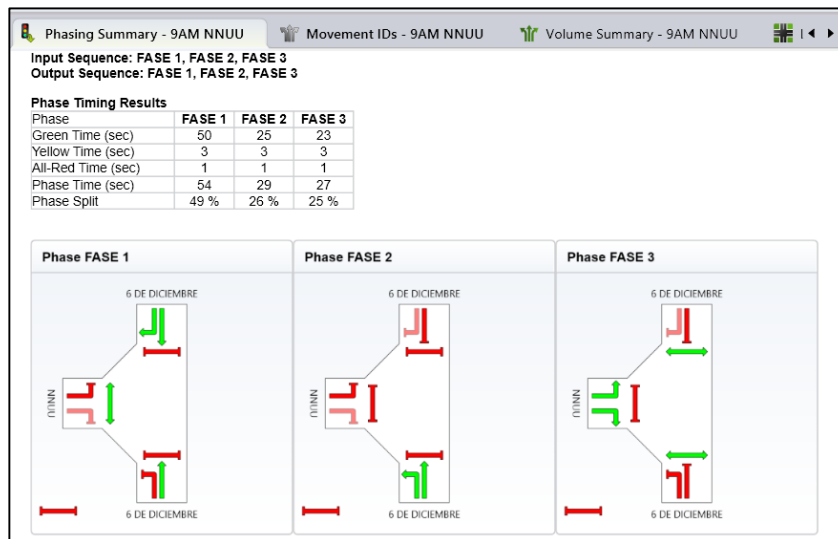 Phasing Summary - 9AM NNUU Movement IDs - 9AM NNUU Volume Summary - 9AM NNUU
Input Sequence: FASE 1, FASE 2, FASE 3
Output Sequence: FASE 1, FASE 2, FASE 3
Phase Timing Results
Phase FASE 1 FASE 2 FASE 3
Green Time (sec) 50 25 23
Yellow Time (sec) 3 3 3
All-Red Time (sec) 1 1 1
Phase Time (sec) 54 29 27
Phase Split 49 % 26 % 25 %
Phase FASE 1
6 DE DICIEMBRE
NNUU
6 DE DICIEMBRE
Phase FASE 2
6 DE DICIEMBRE
NNUU
6 DE DICIEMBRE
Phase FASE 3
6 DE DICIEMBRE
NNUU
6 DE DICIEMBRE